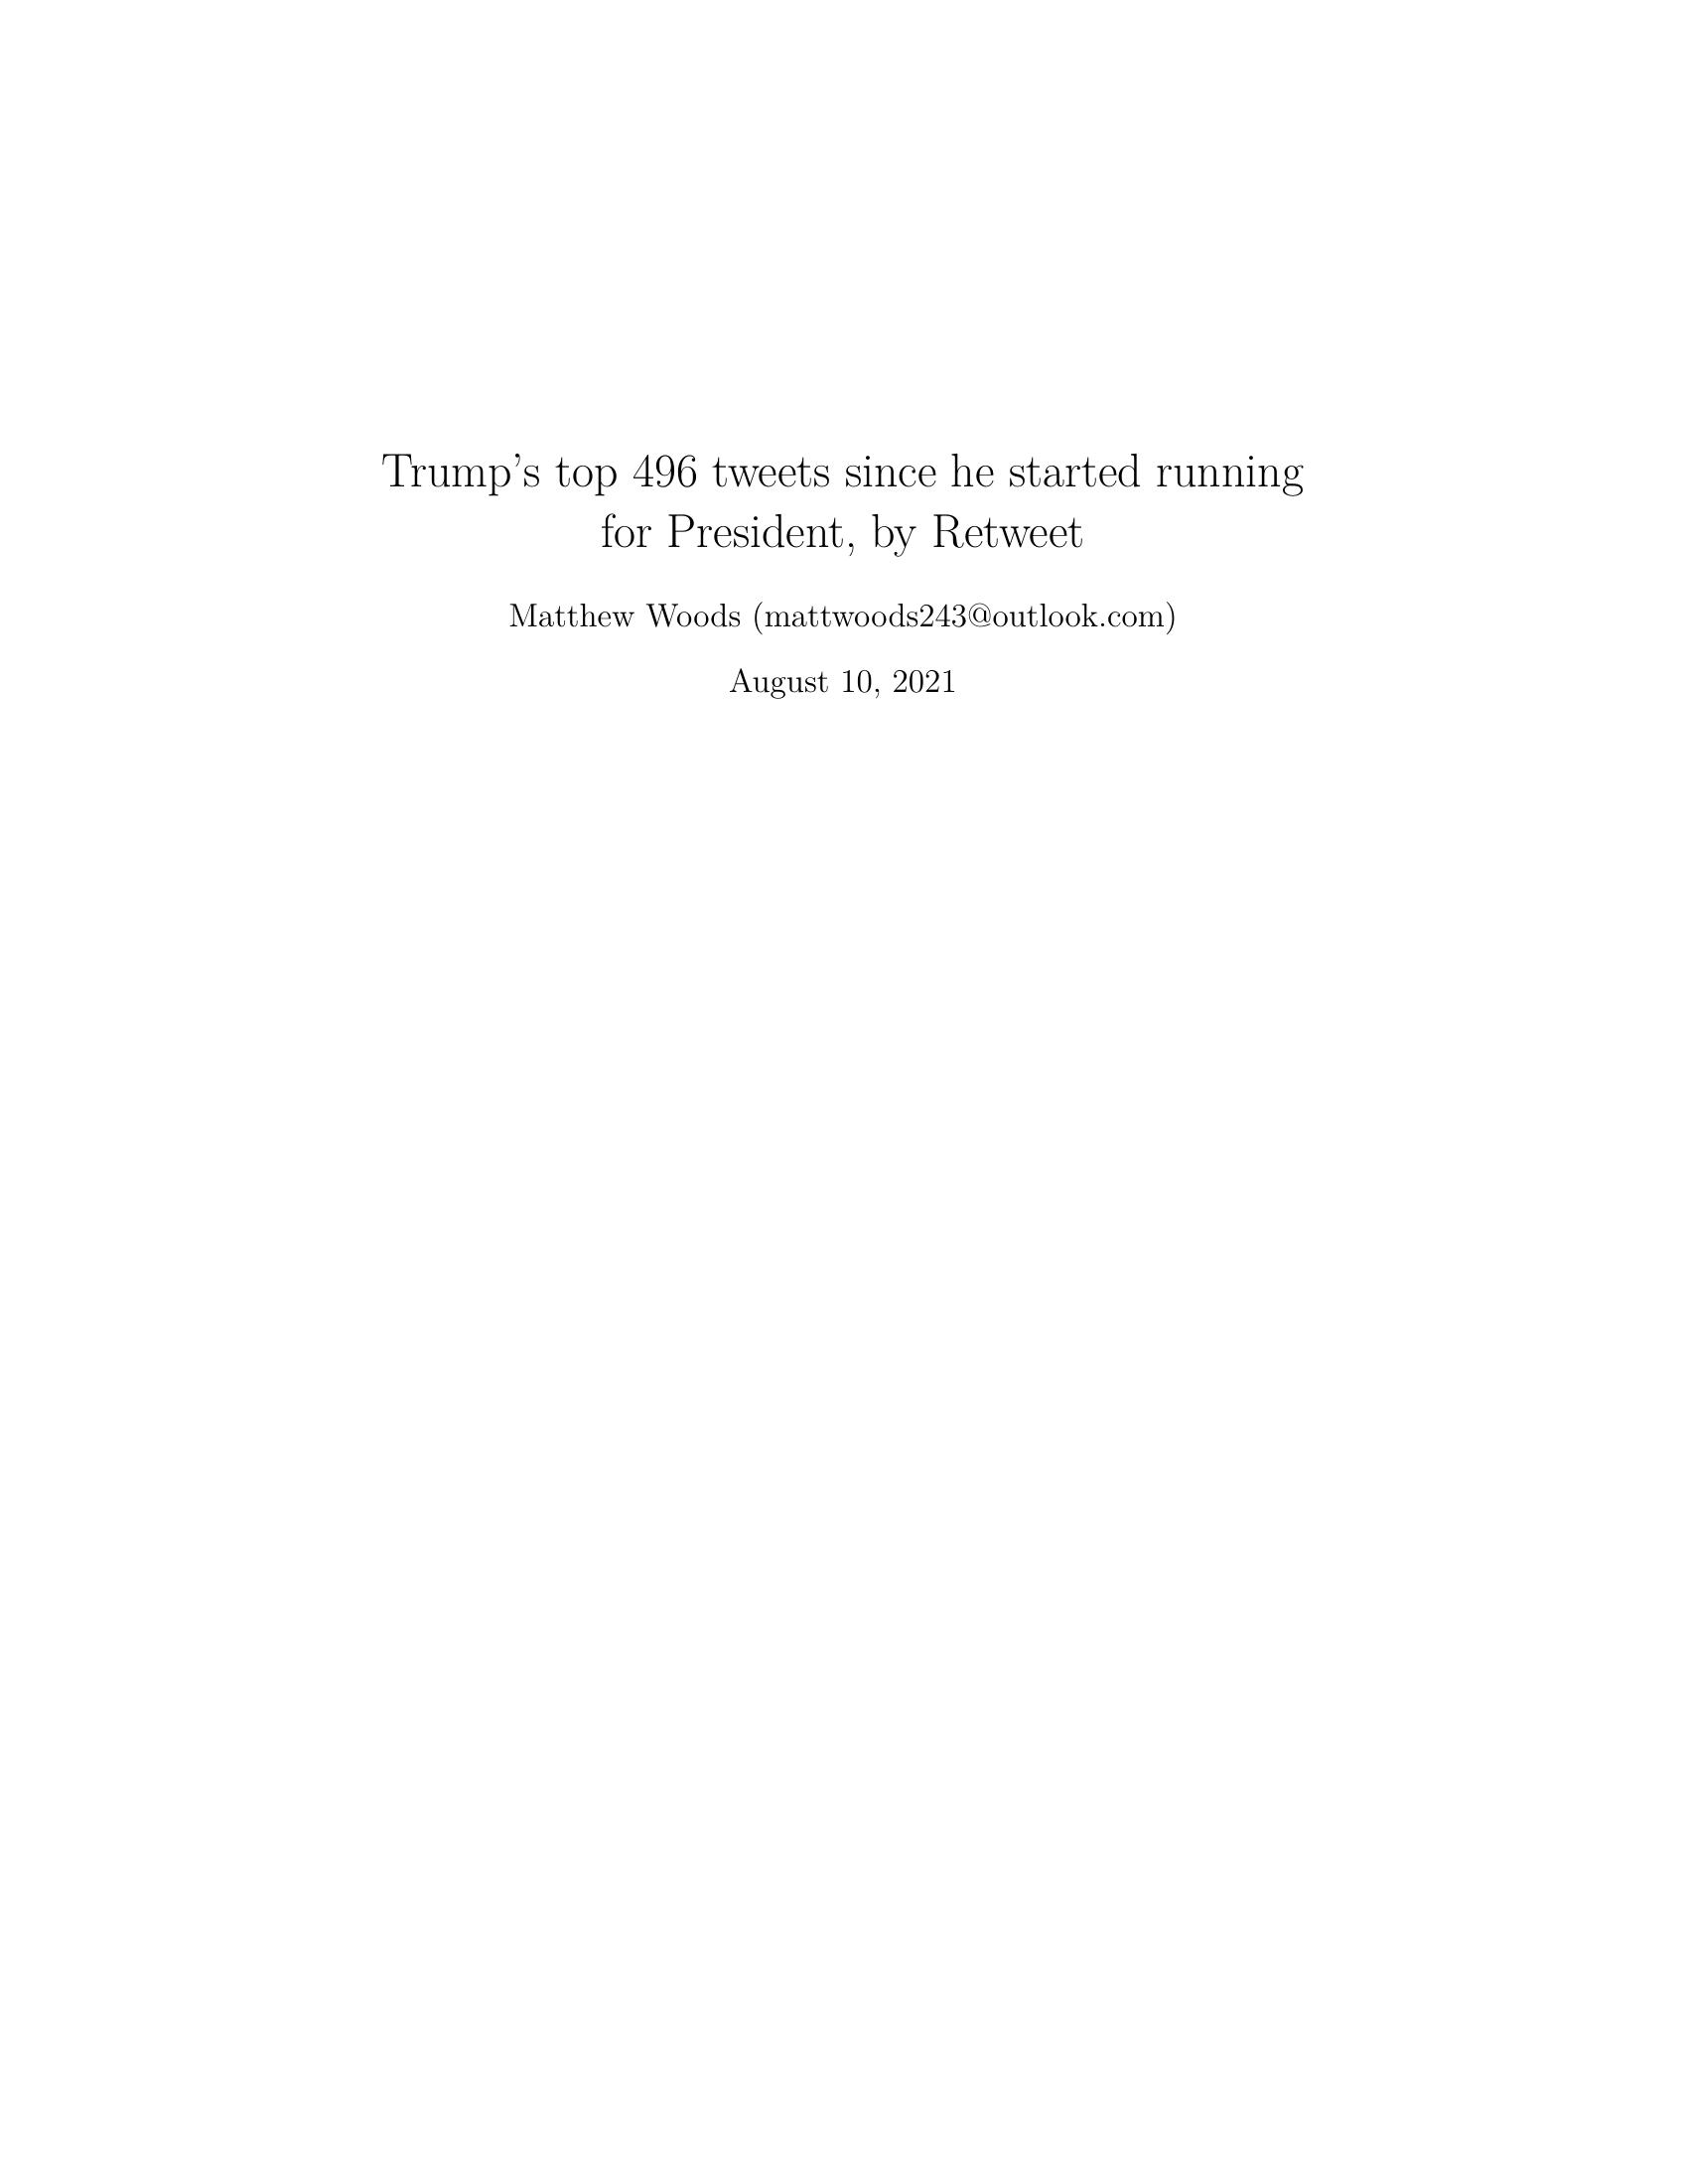 Trump's top 496 tweets since he started running
for President, by Retweet
Matthew Woods (mattwoods243@outlook.com)
August 10, 2021